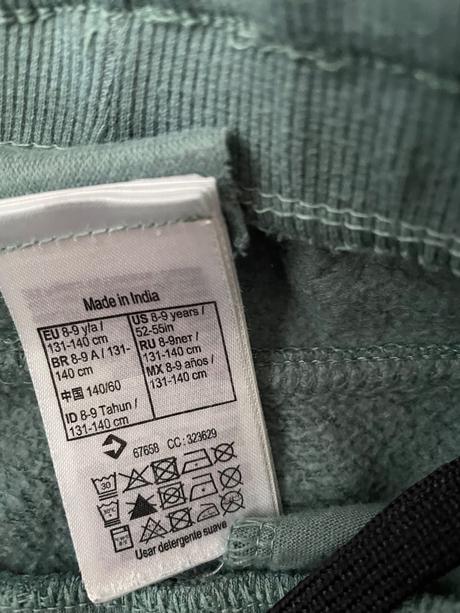 Made in India
EU 8-9 y/a /
131-140 cm
BR 8-9 A / 131-
140 cm
中国 140/60
ID 8-9 Tahun /
131-140 cm
US 8-9 years /
52-55in
RU 8-9лет /
131-140 cm
MX 8-9 años /
131-140 cm
67658 CC: 323629
30
Usar detergente suave